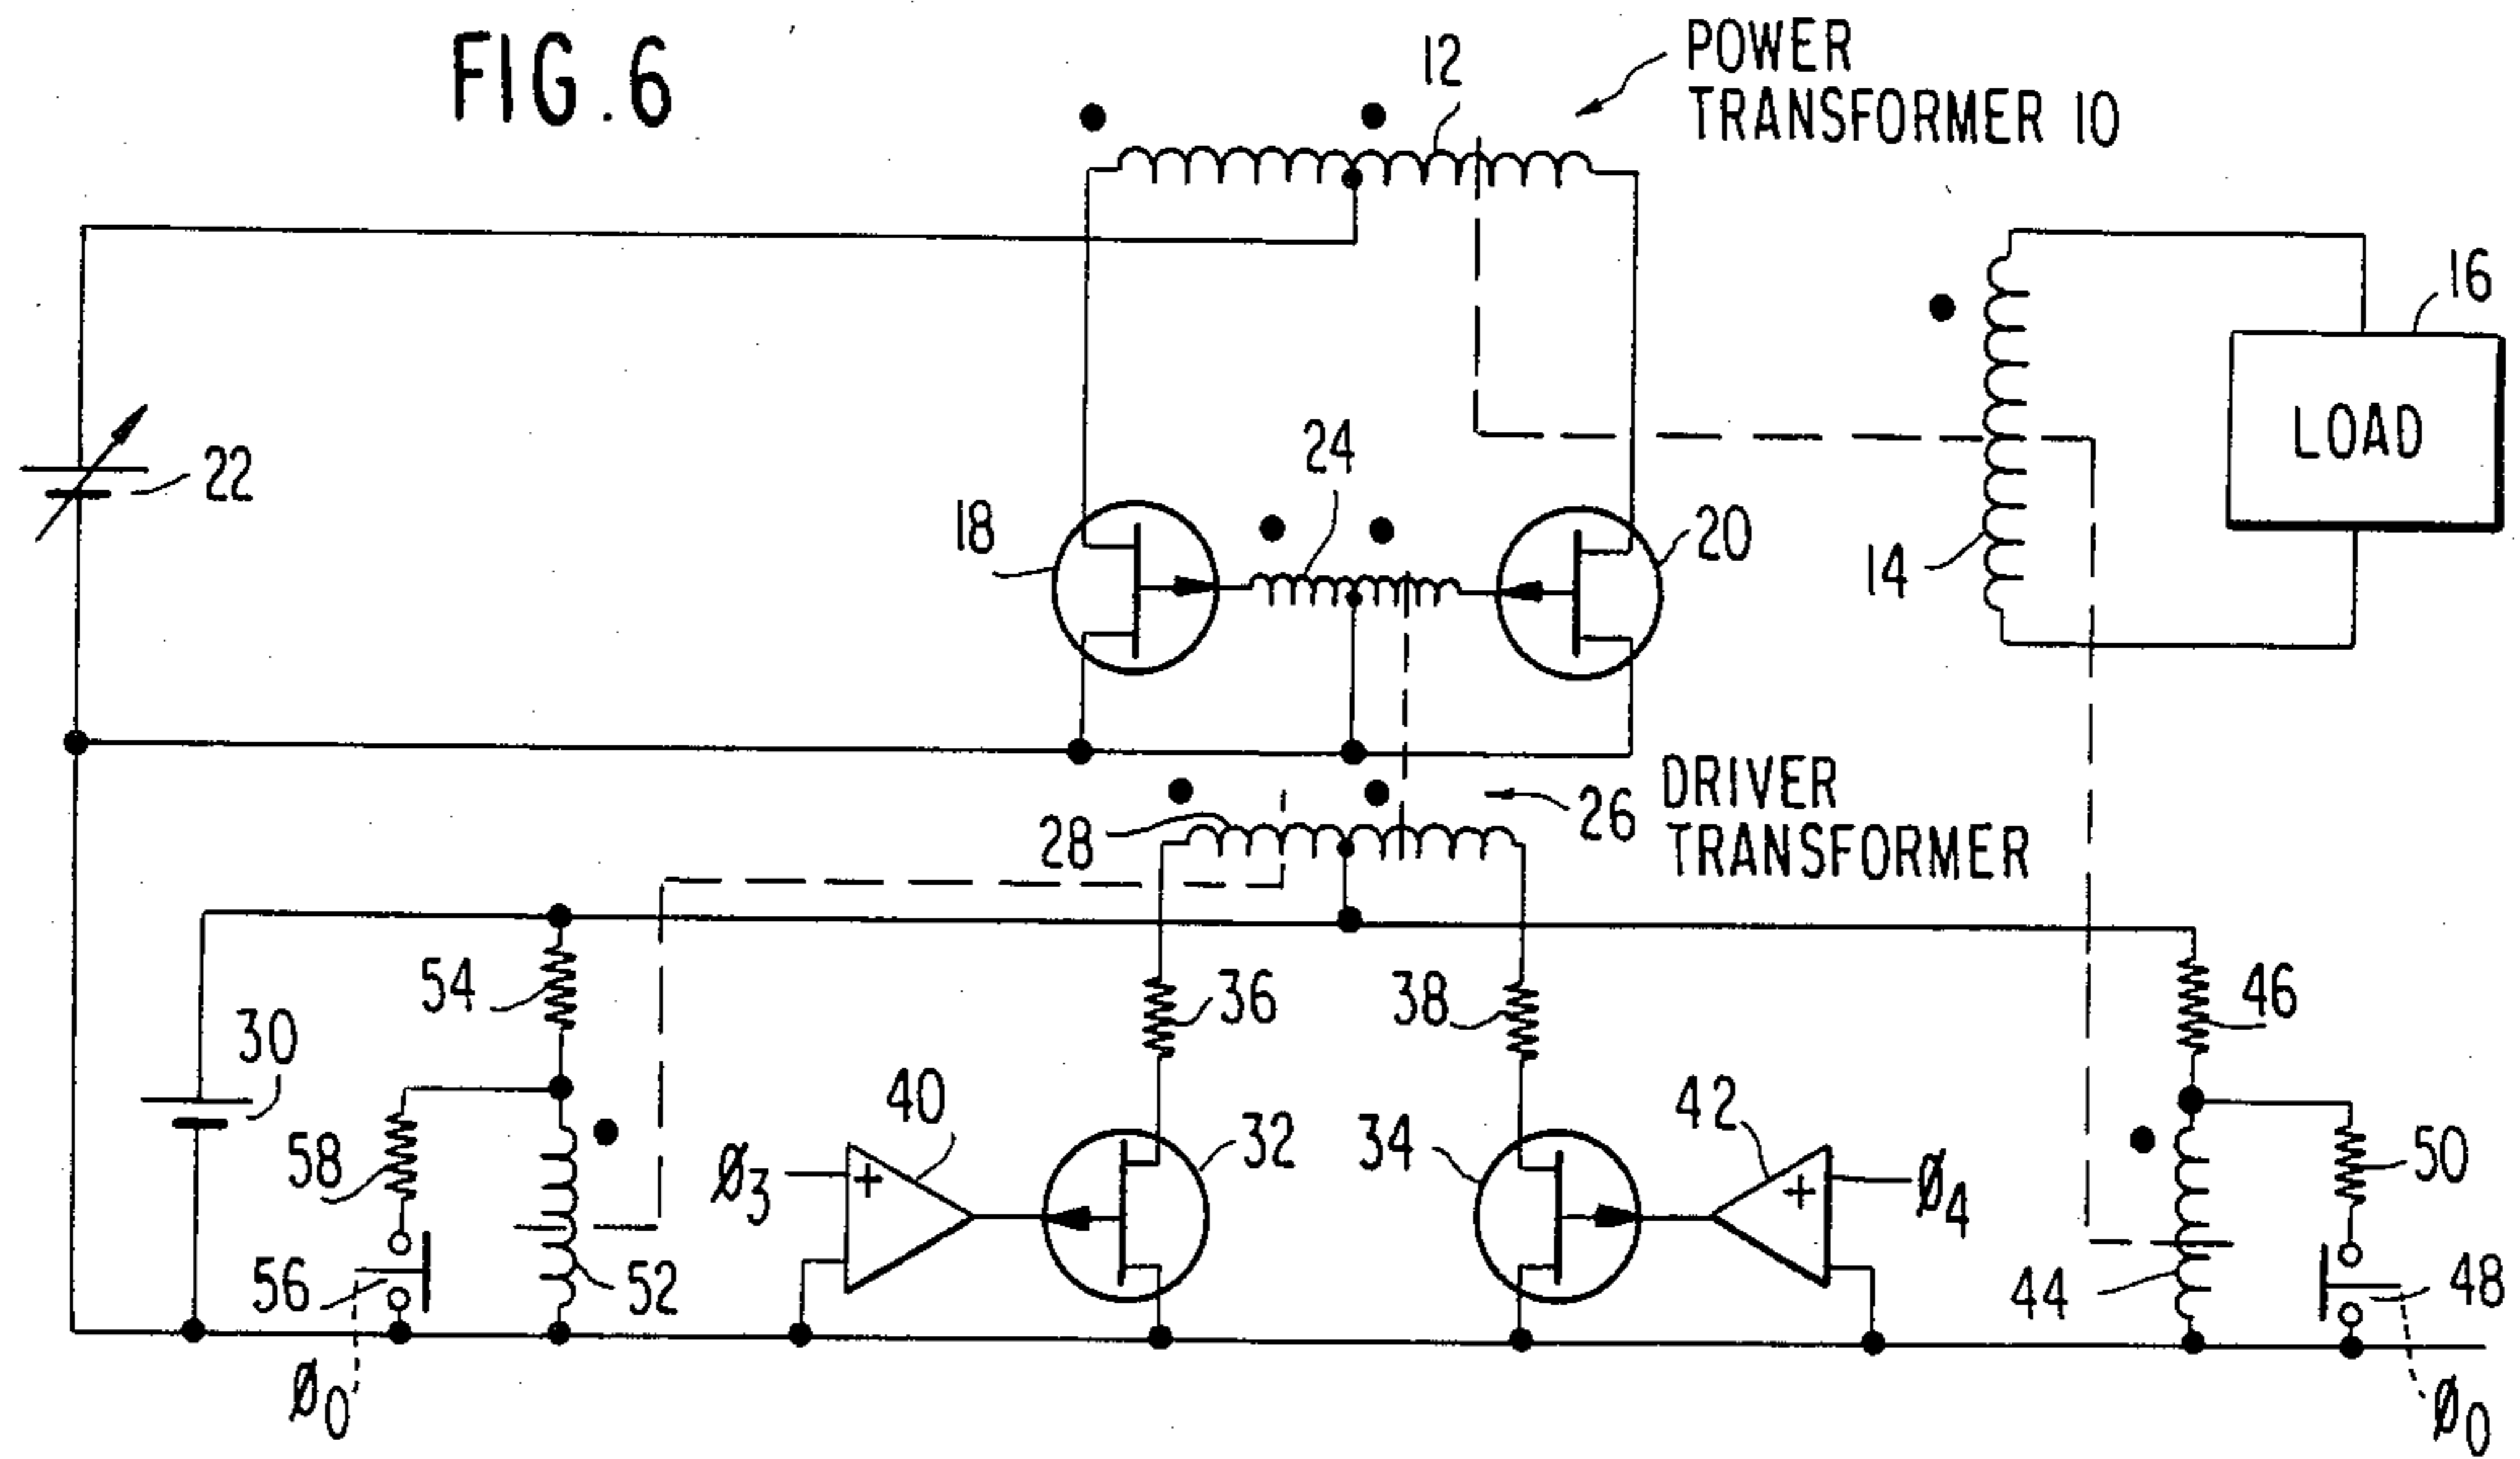 FIG.6
12
POWER
TRANSFORMER 10
16
LOAD
22
24
18
20
14
DRIVER
26
TRANSFORMER
28
54
36
38
46
30
40
42
58
Ø3
32
34
Ø4
50
56
52
44
48
Ø0
Ø0
+
+